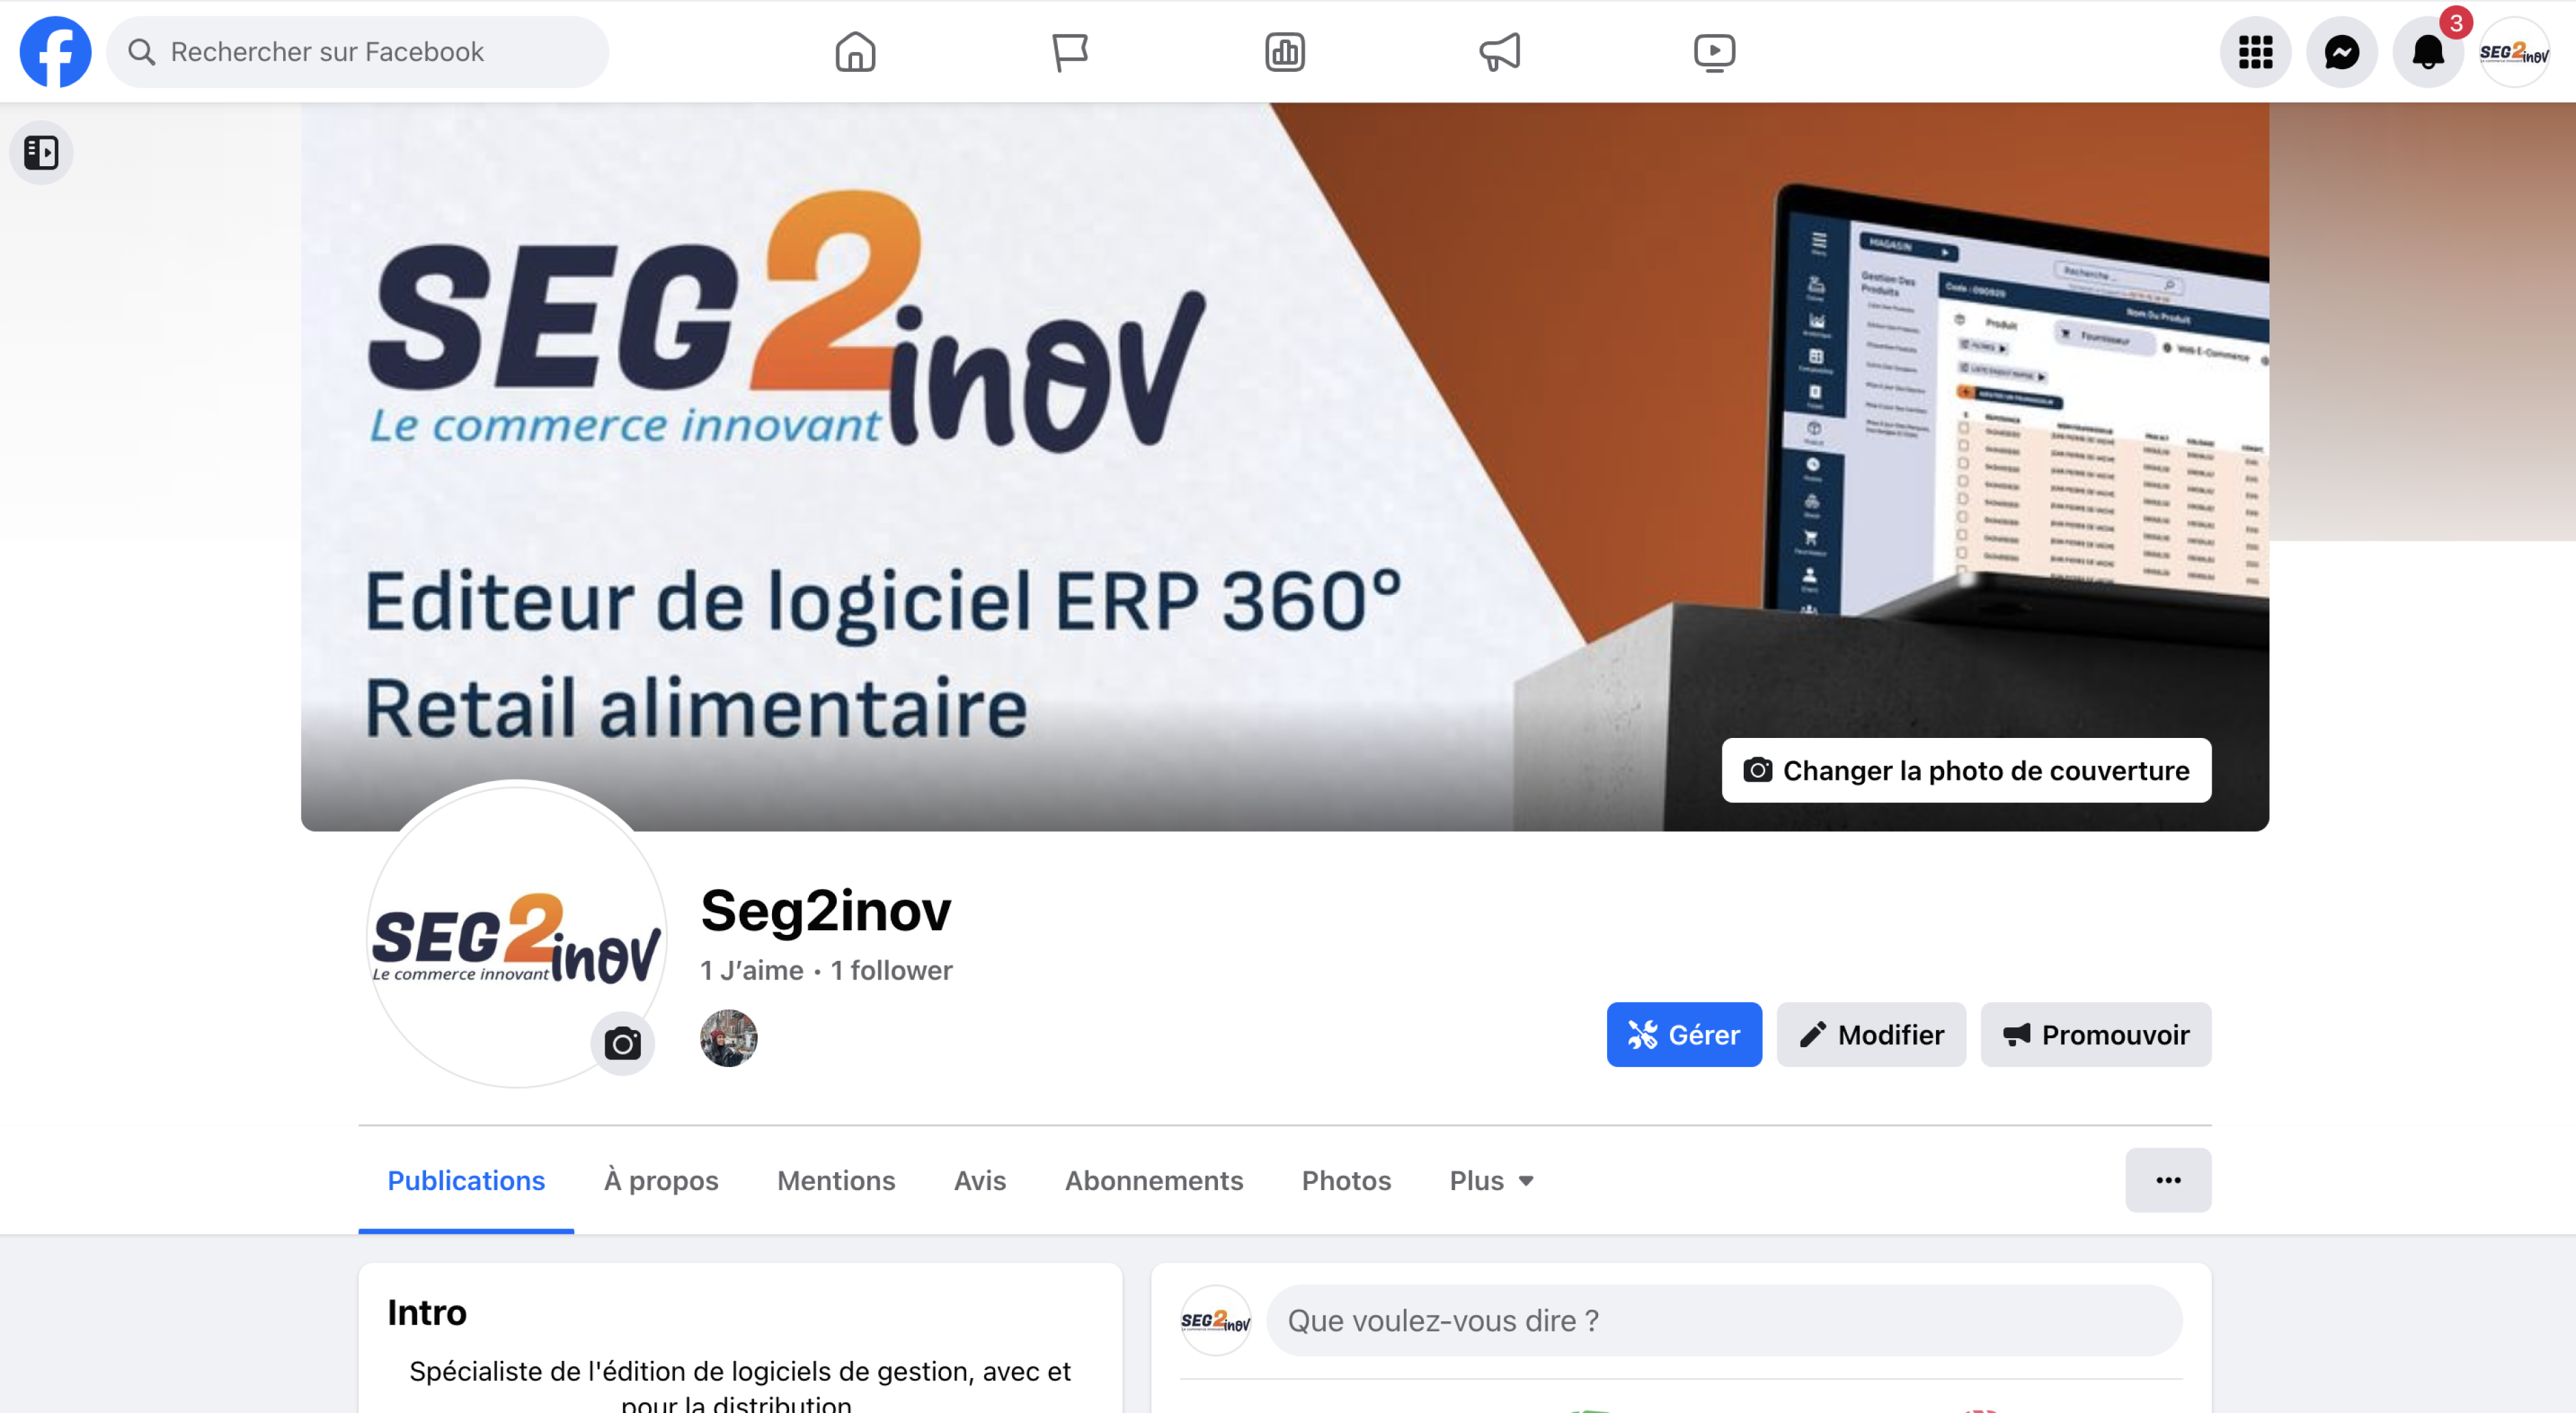 Rechercher sur Facebook
3
SEG2inov
SEG2inov
Le commerce innovant
Editeur de logiciel ERP 360°
Retail alimentaire
MAGASIN
Recherche ...
Gestion Des
Produits
Code : 090920
Nom Du Produit
Produit
Fournisseur
Web E-Commerce
Changer la photo de couverture
SEG2inov
Le commerce innovant
Seg2inov
1 J’aime · 1 follower
Gérer
Modifier
Promouvoir
Publications
À propos
Mentions
Avis
Abonnements
Photos
Plus
Intro
Spécialiste de l'édition de logiciels de gestion, avec et
pour la distribution
SEG2inov
Que voulez-vous dire ?